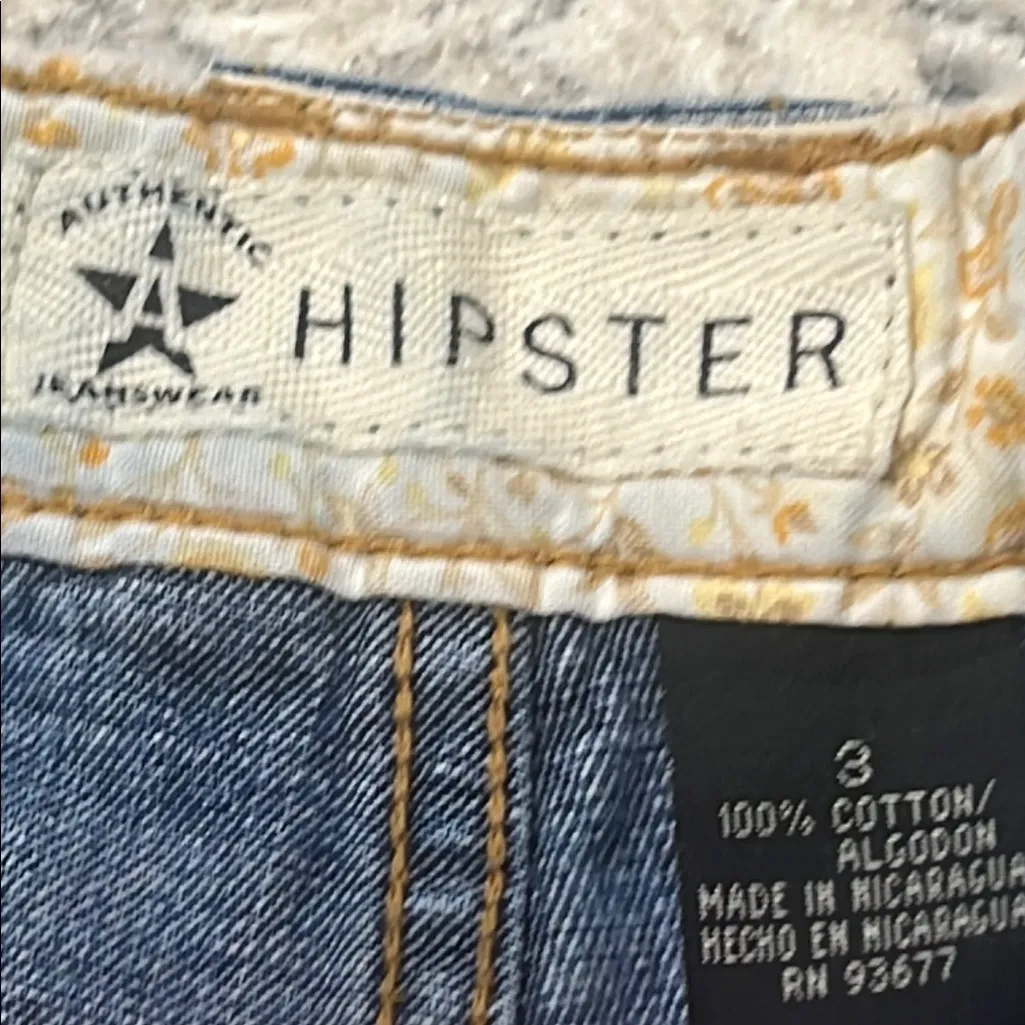 AUTHENTIC
A
JEANSWEAR
HIPSTER
3
100% COTTON/
ALGODON
MADE IN NICARAGUA
HECHO EN NICARAGUA
RN 93677